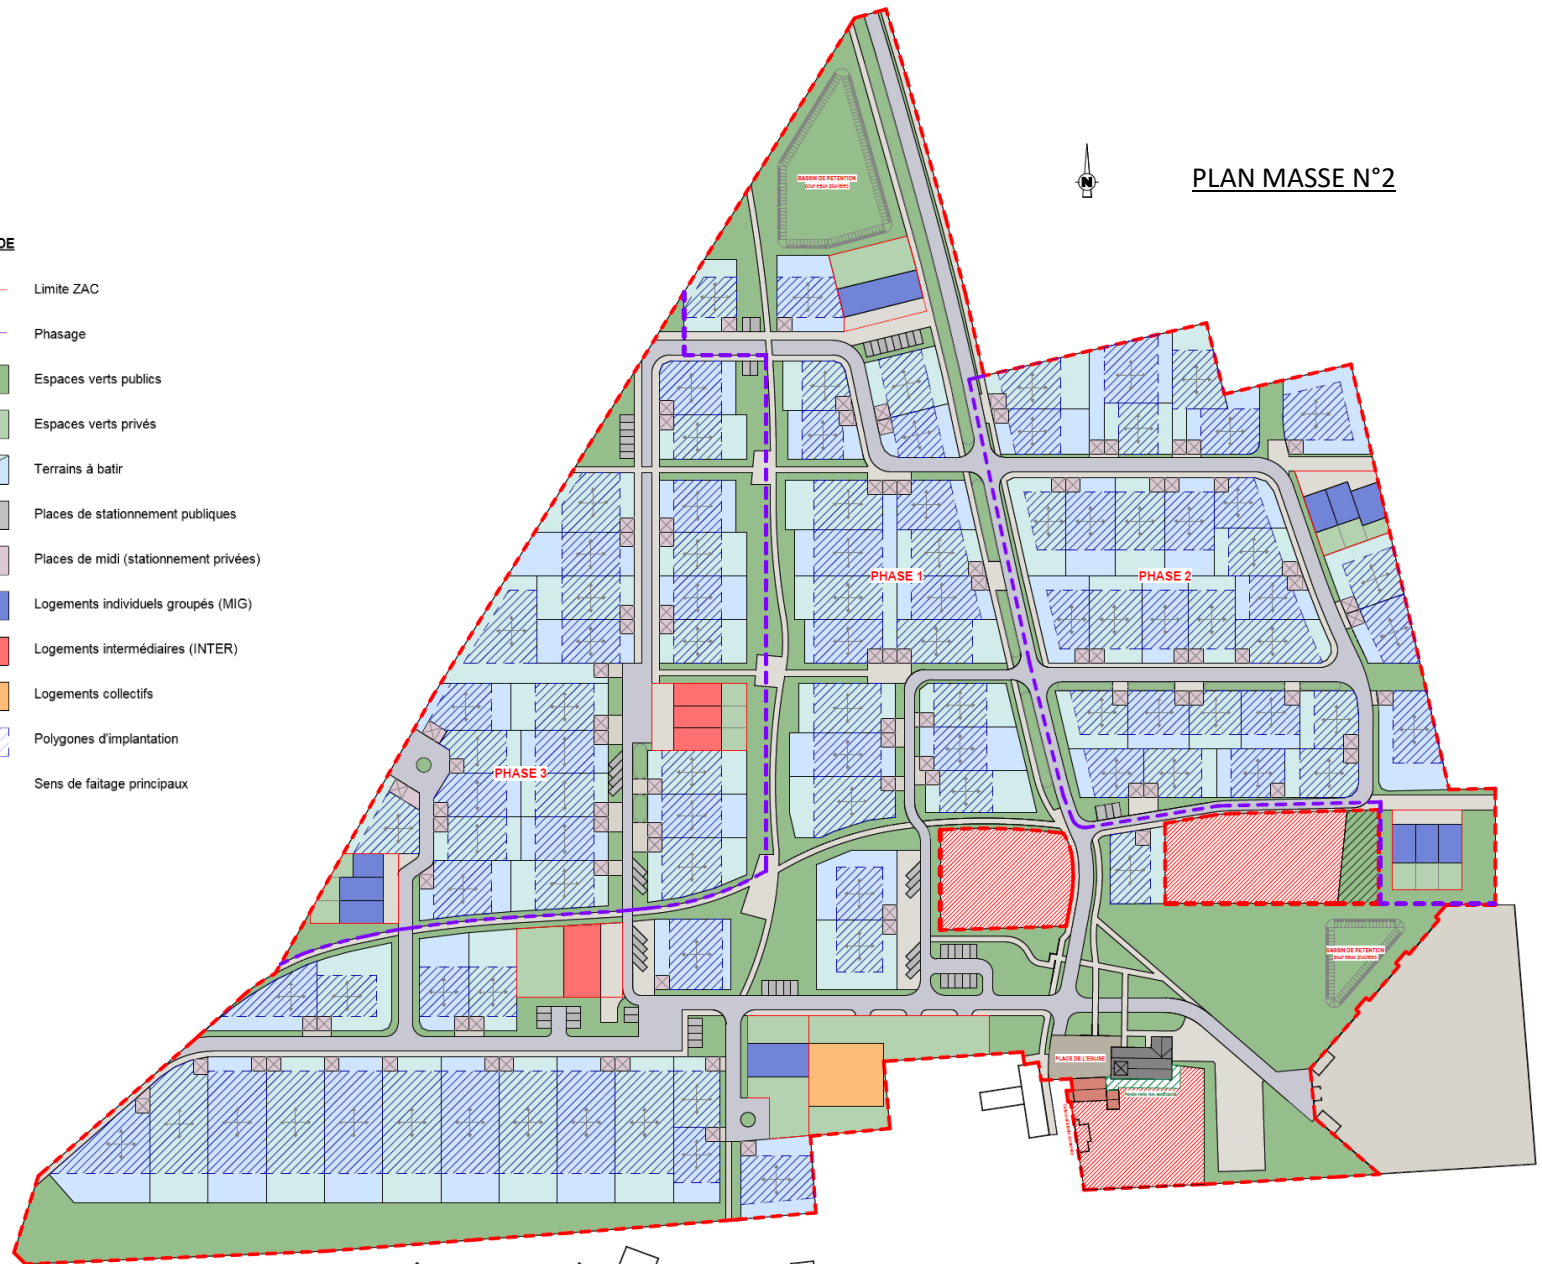 BASSIN DE RETENTION
pour eaux pluviales
N
PLAN MASSE N°2
DE
Limite ZAC
Phasage
Espaces verts publics
Espaces verts privés
Terrains à batir
Places de stationnement publiques
Places de midi (stationnement privées)
Logements individuels groupés (MIG)
Logements intermédiaires (INTER)
Logements collectifs
Polygones d'implantation
Sens de faitage principaux
PHASE 1
PHASE 2
PHASE 3
BASSIN DE RETENTION
pour eaux pluviales
PLACE DE L'EGLISE